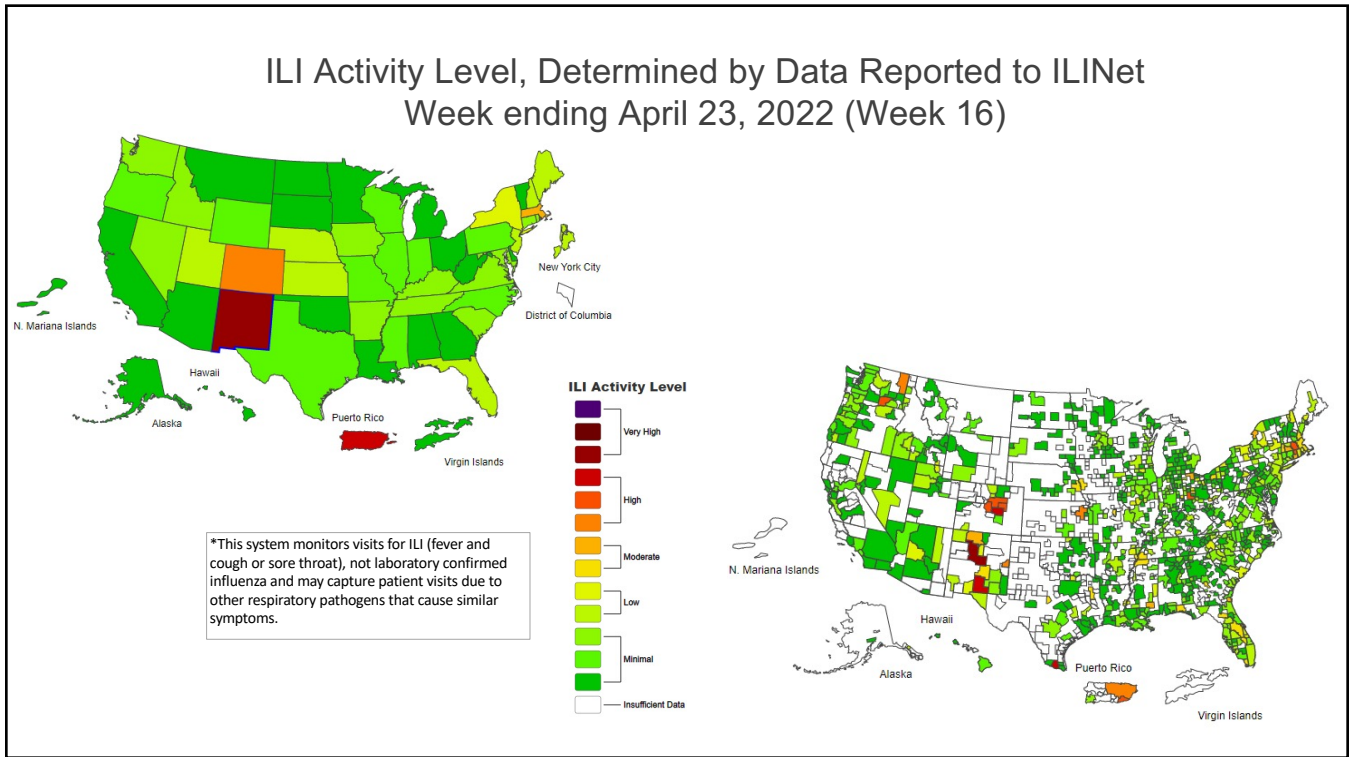 ILI Activity Level, Determined by Data Reported to ILINet
Week ending April 23, 2022 (Week 16)
New York City
District of Columbia
N. Mariana Islands
Hawaii
Alaska
Puerto Rico
Virgin Islands
ILI Activity Level
Very High
High
Moderate
Low
Minimal
Insufficient Data
*This system monitors visits for ILI (fever and
cough or sore throat), not laboratory confirmed
influenza and may capture patient visits due to
other respiratory pathogens that cause similar
symptoms.
N. Mariana Islands
Hawaii
Alaska
Puerto Rico
Virgin Islands